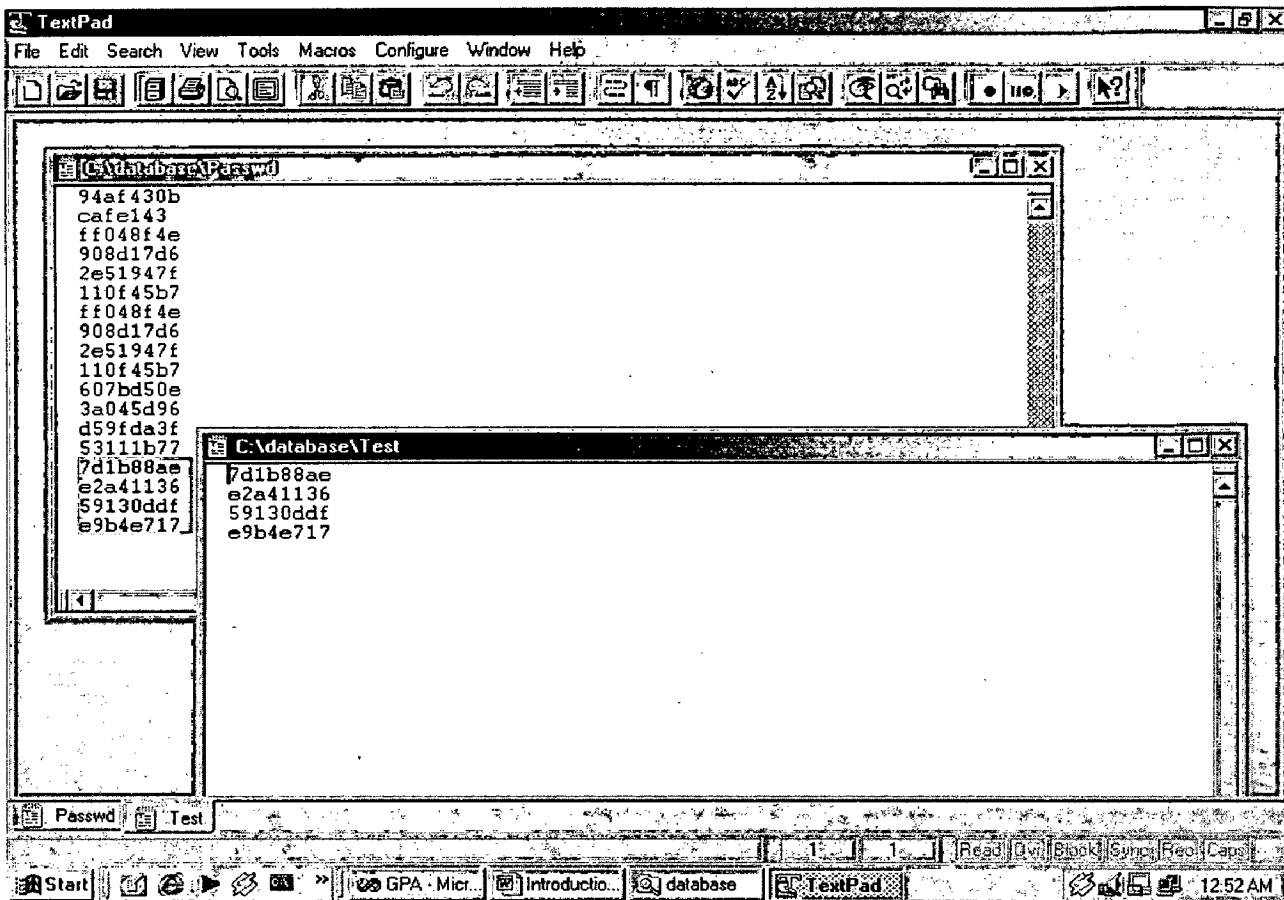 TextPad
File Edit Search View Tools Macros Configure Window Help
C:\database\Passwd
94af430b
cafe143
ff048f4e
908d17d6
2e51947f
110f45b7
ff048f4e
908d17d6
2e51947f
110f45b7
607bd50e
3a045d96
d59fda3f
53111b77
7d1b88ae
e2a41136
59130ddf
e9b4e717
C:\database\Test
7d1b88ae
e2a41136
59130ddf
e9b4e717
Passwd Test
1 1 Read Ovr Block Sync Rec Caps
Start » GPA - Micr... Introductio... database TextPad 12:52 AM